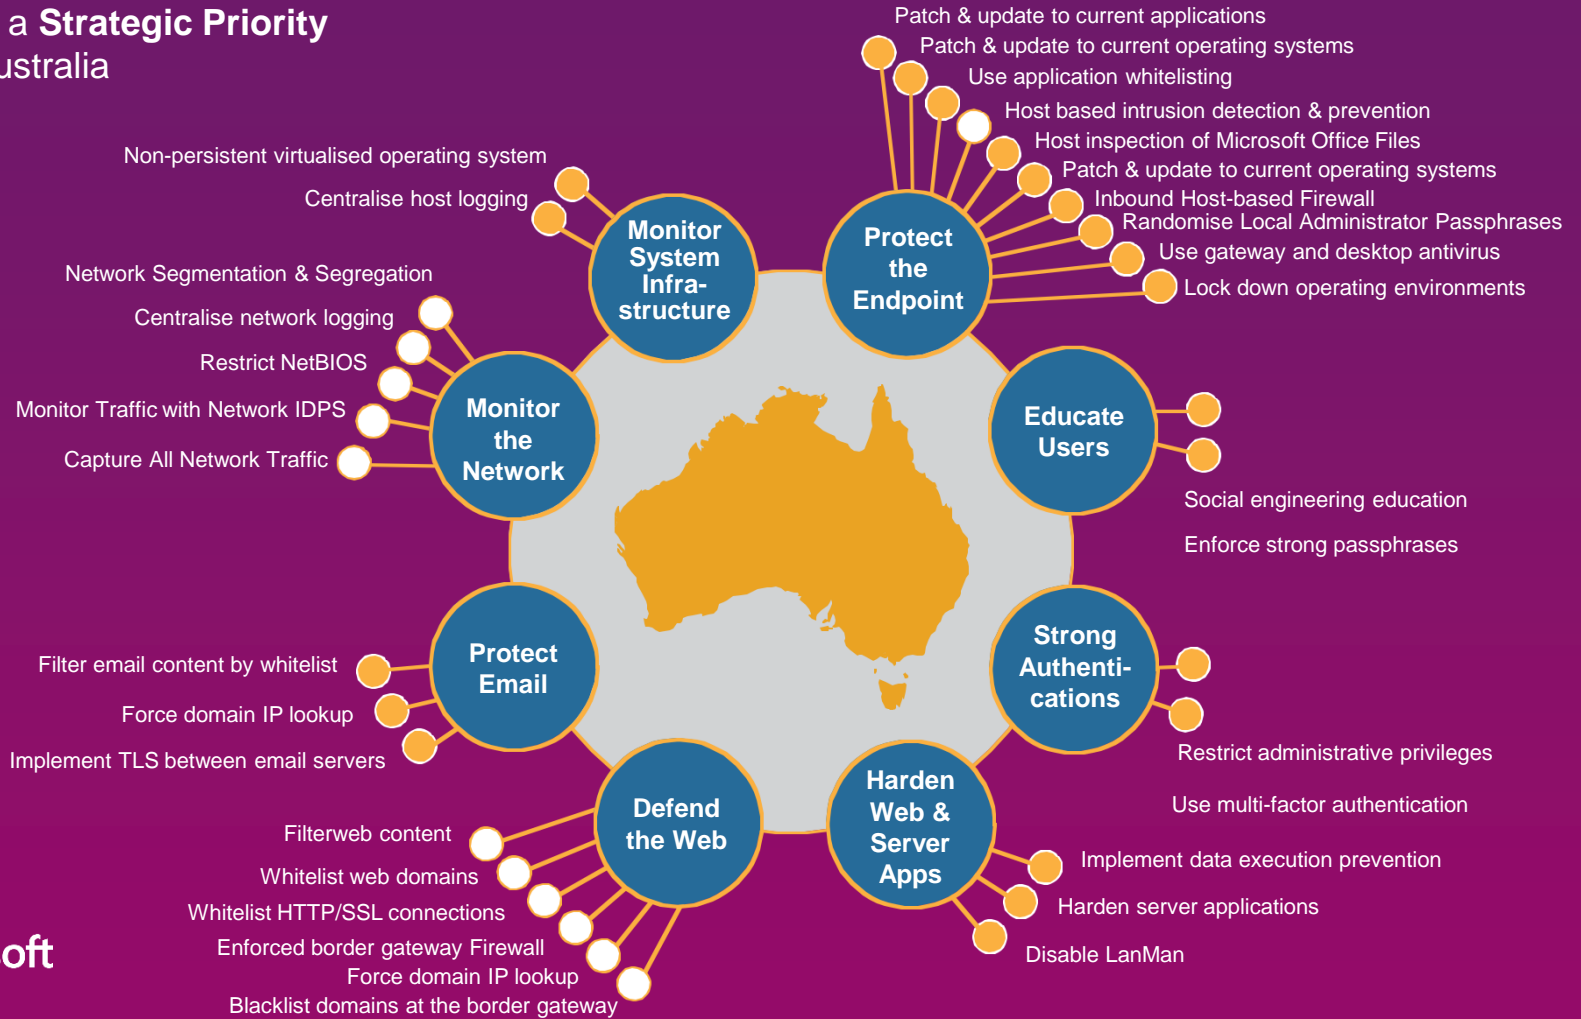 a Strategic Priority
ustralia
Patch & update to current applications
Patch & update to current operating systems
Use application whitelisting
Host based intrusion detection & prevention
Host inspection of Microsoft Office Files
Patch & update to current operating systems
Inbound Host-based Firewall
Randomise Local Administrator Passphrases
Use gateway and desktop antivirus
Lock down operating environments
Protect
the
Endpoint
Non-persistent virtualised operating system
Centralise host logging
Monitor
System
Infra-
structure
Network Segmentation & Segregation
Centralise network logging
Restrict NetBIOS
Monitor Traffic with Network IDPS
Capture All Network Traffic
Monitor
the
Network
Educate
Users
Social engineering education
Enforce strong passphrases
Filter email content by whitelist
Force domain IP lookup
Implement TLS between email servers
Protect
Email
Strong
Authenti-
cations
Restrict administrative privileges
Use multi-factor authentication
Defend
the Web
Filterweb content
Whitelist web domains
Whitelist HTTP/SSL connections
Enforced border gateway Firewall
Force domain IP lookup
Blacklist domains at the border gateway
Harden
Web &
Server
Apps
Implement data execution prevention
Harden server applications
Disable LanMan
oft